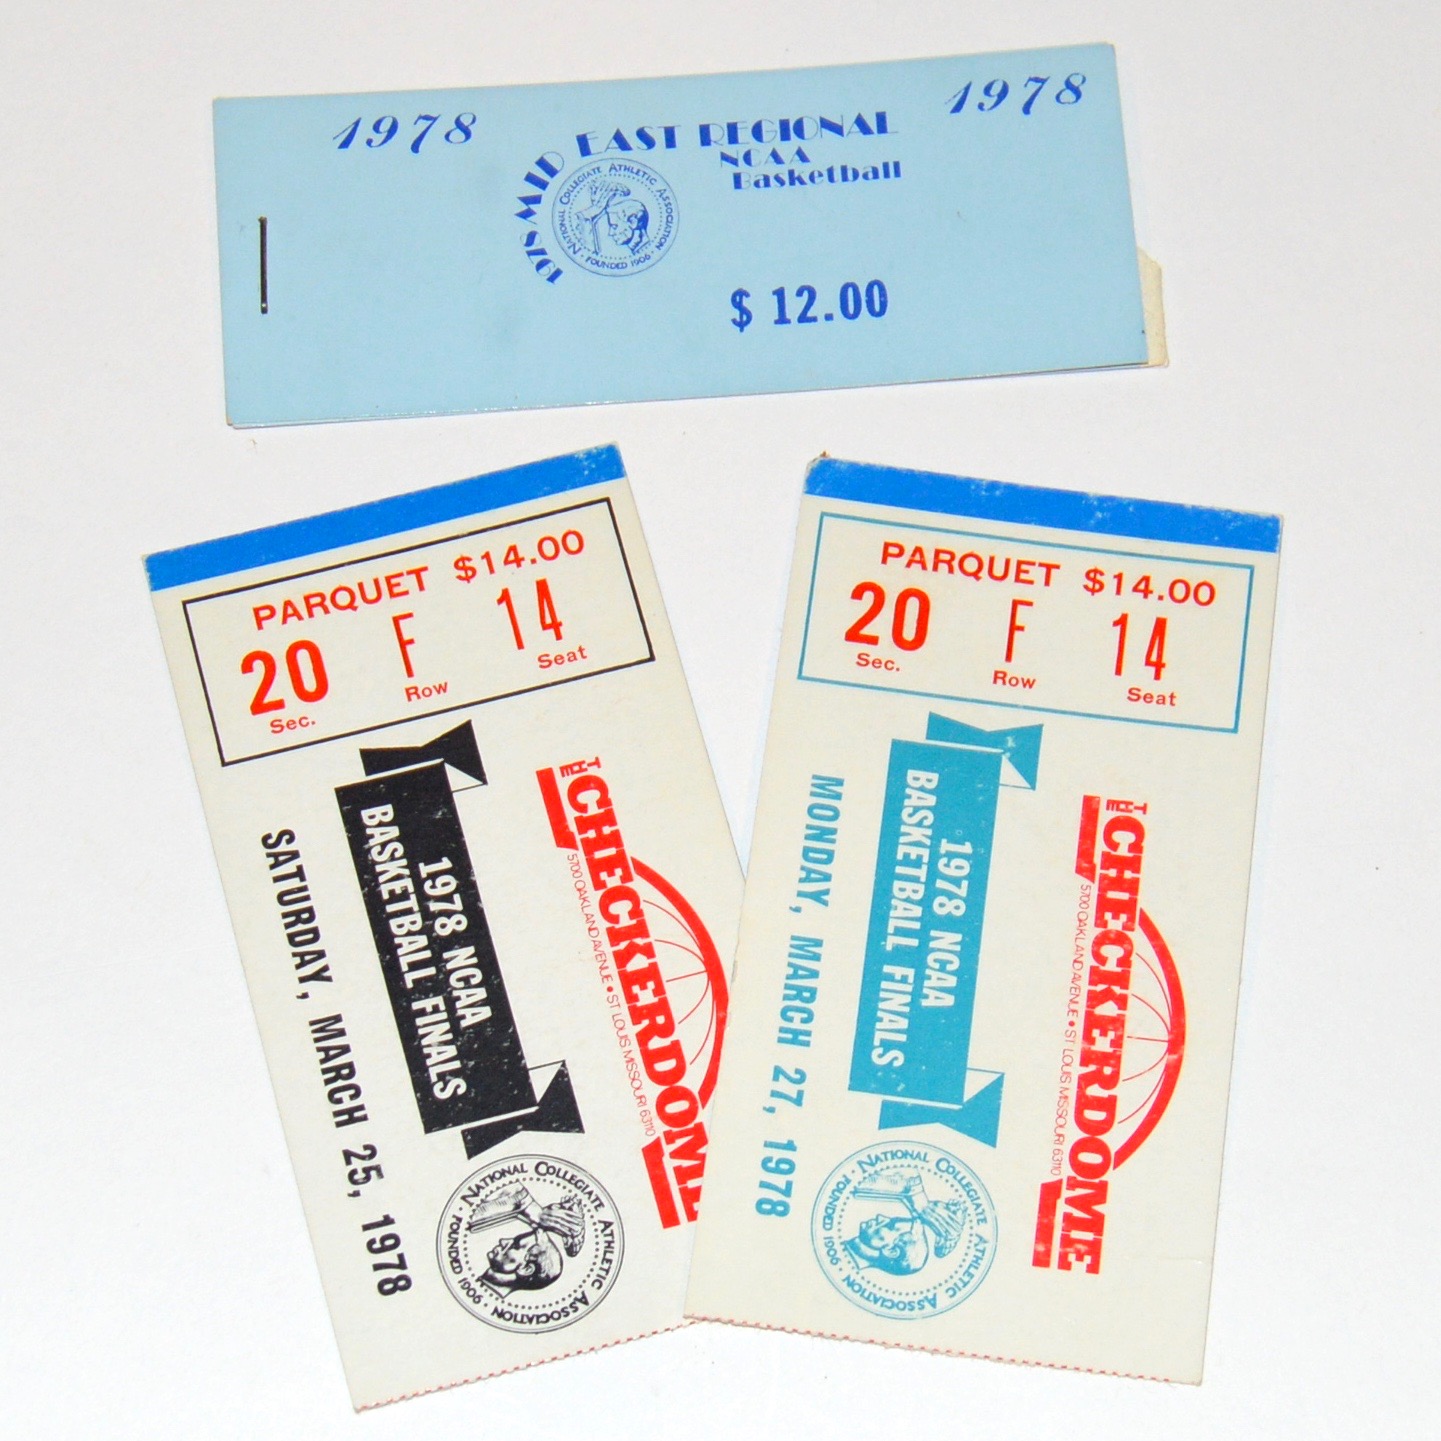 1978
1978
1978 MID EAST REGIONAL
NCAA
Basketball
NATIONAL COLLEGIATE ATHLETIC ASSOCIATION
· FOUNDED 1906 ·
$ 12.00
PARQUET $14.00
20 F 14
Sec. Row Seat
THE CHECKERDOME
5700 OAKLAND AVENUE • ST. LOUIS MISSOURI 63110
1978 NCAA
BASKETBALL FINALS
SATURDAY, MARCH 25, 1978
NATIONAL COLLEGIATE ATHLETIC ASSOCIATION
· FOUNDED 1906 ·
PARQUET $14.00
20 F 14
Sec. Row Seat
THE CHECKERDOME
5700 OAKLAND AVENUE • ST. LOUIS MISSOURI 63110
1978 NCAA
BASKETBALL FINALS
MONDAY, MARCH 27, 1978
NATIONAL COLLEGIATE ATHLETIC ASSOCIATION
· FOUNDED 1906 ·